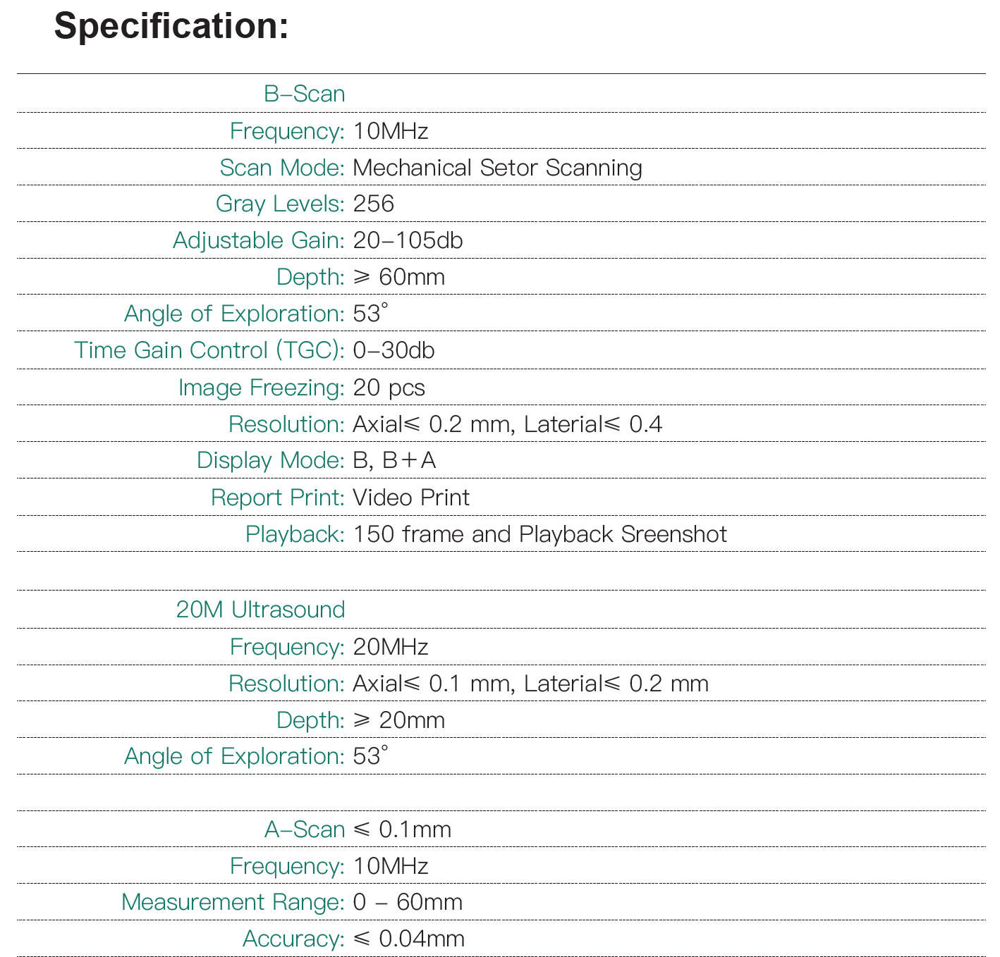 Specification:
B-Scan
Frequency: 10MHz
Scan Mode: Mechanical Setor Scanning
Gray Levels: 256
Adjustable Gain: 20-105db
Depth: ⩾ 60mm
Angle of Exploration: 53°
Time Gain Control (TGC): 0-30db
Image Freezing: 20 pcs
Resolution: Axial⩽ 0.2 mm, Laterial⩽ 0.4
Display Mode: B, B+A
Report Print: Video Print
Playback: 150 frame and Playback Sreenshot
20M Ultrasound
Frequency: 20MHz
Resolution: Axial⩽ 0.1 mm, Laterial⩽ 0.2 mm
Depth: ⩾ 20mm
Angle of Exploration: 53°
A-Scan ⩽ 0.1mm
Frequency: 10MHz
Measurement Range: 0 - 60mm
Accuracy: ⩽ 0.04mm